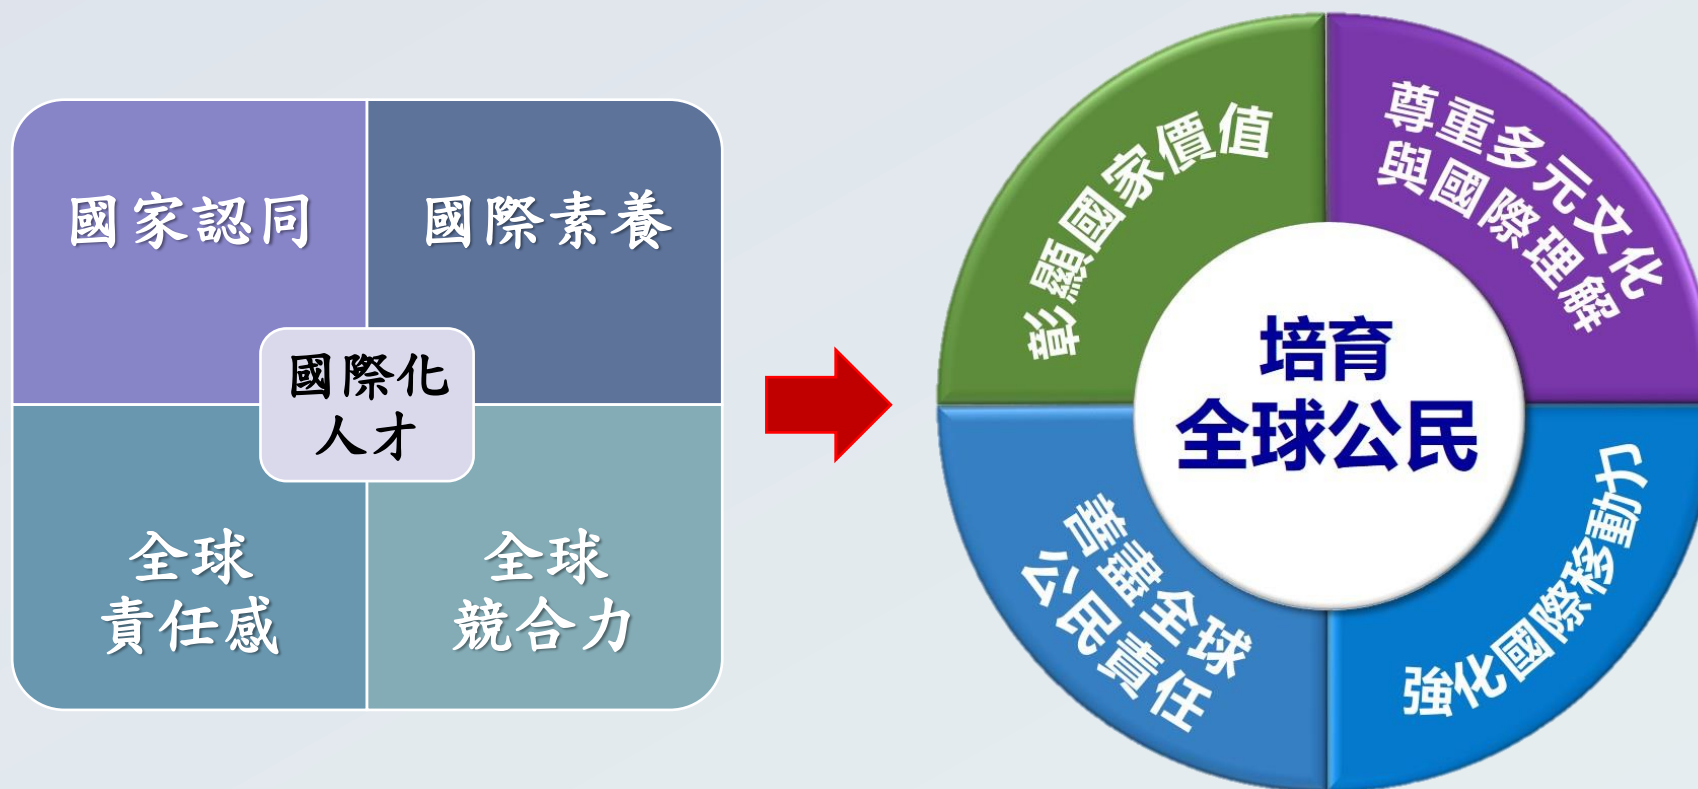 國家認同
國際素養
國際化
人才
全球
責任感
全球
競合力
彰顯國家價值
尊重多元文化
與國際理解
培育
全球公民
善盡全球
公民責任
強化國際移動力